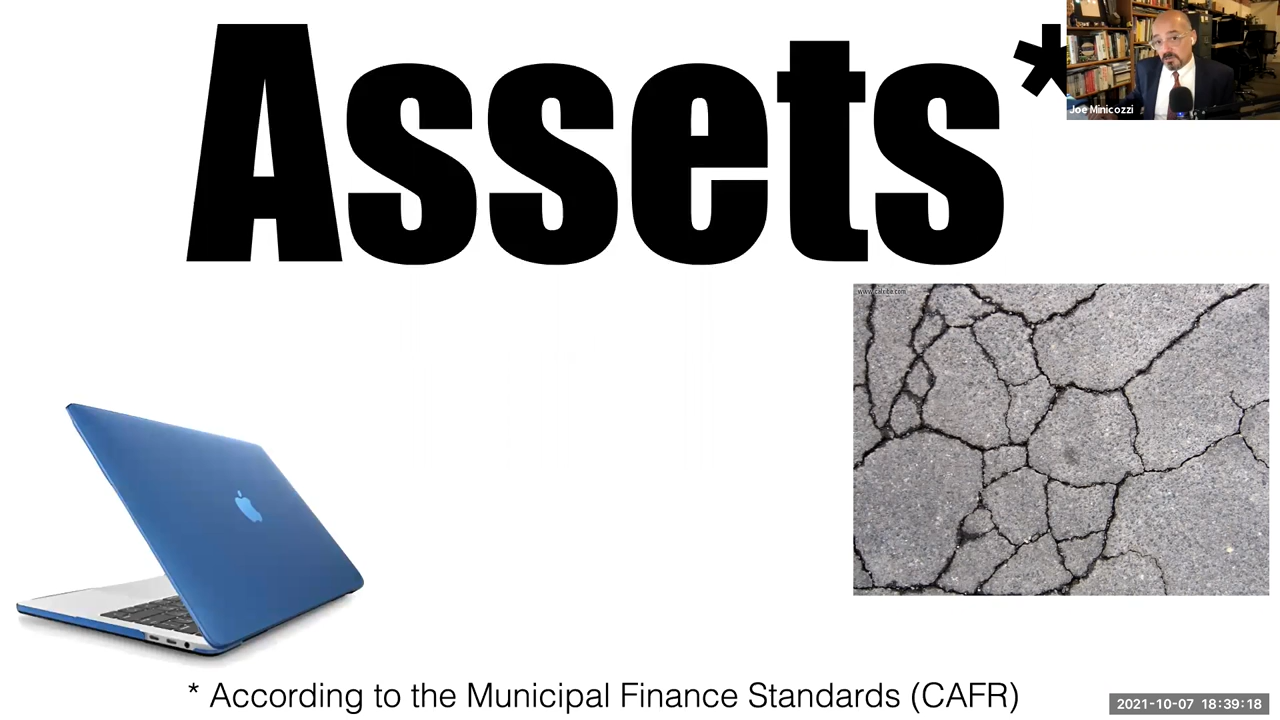 Assets*
Joe Minicozzi
* According to the Municipal Finance Standards (CAFR)
2021-10-07 18:39:18